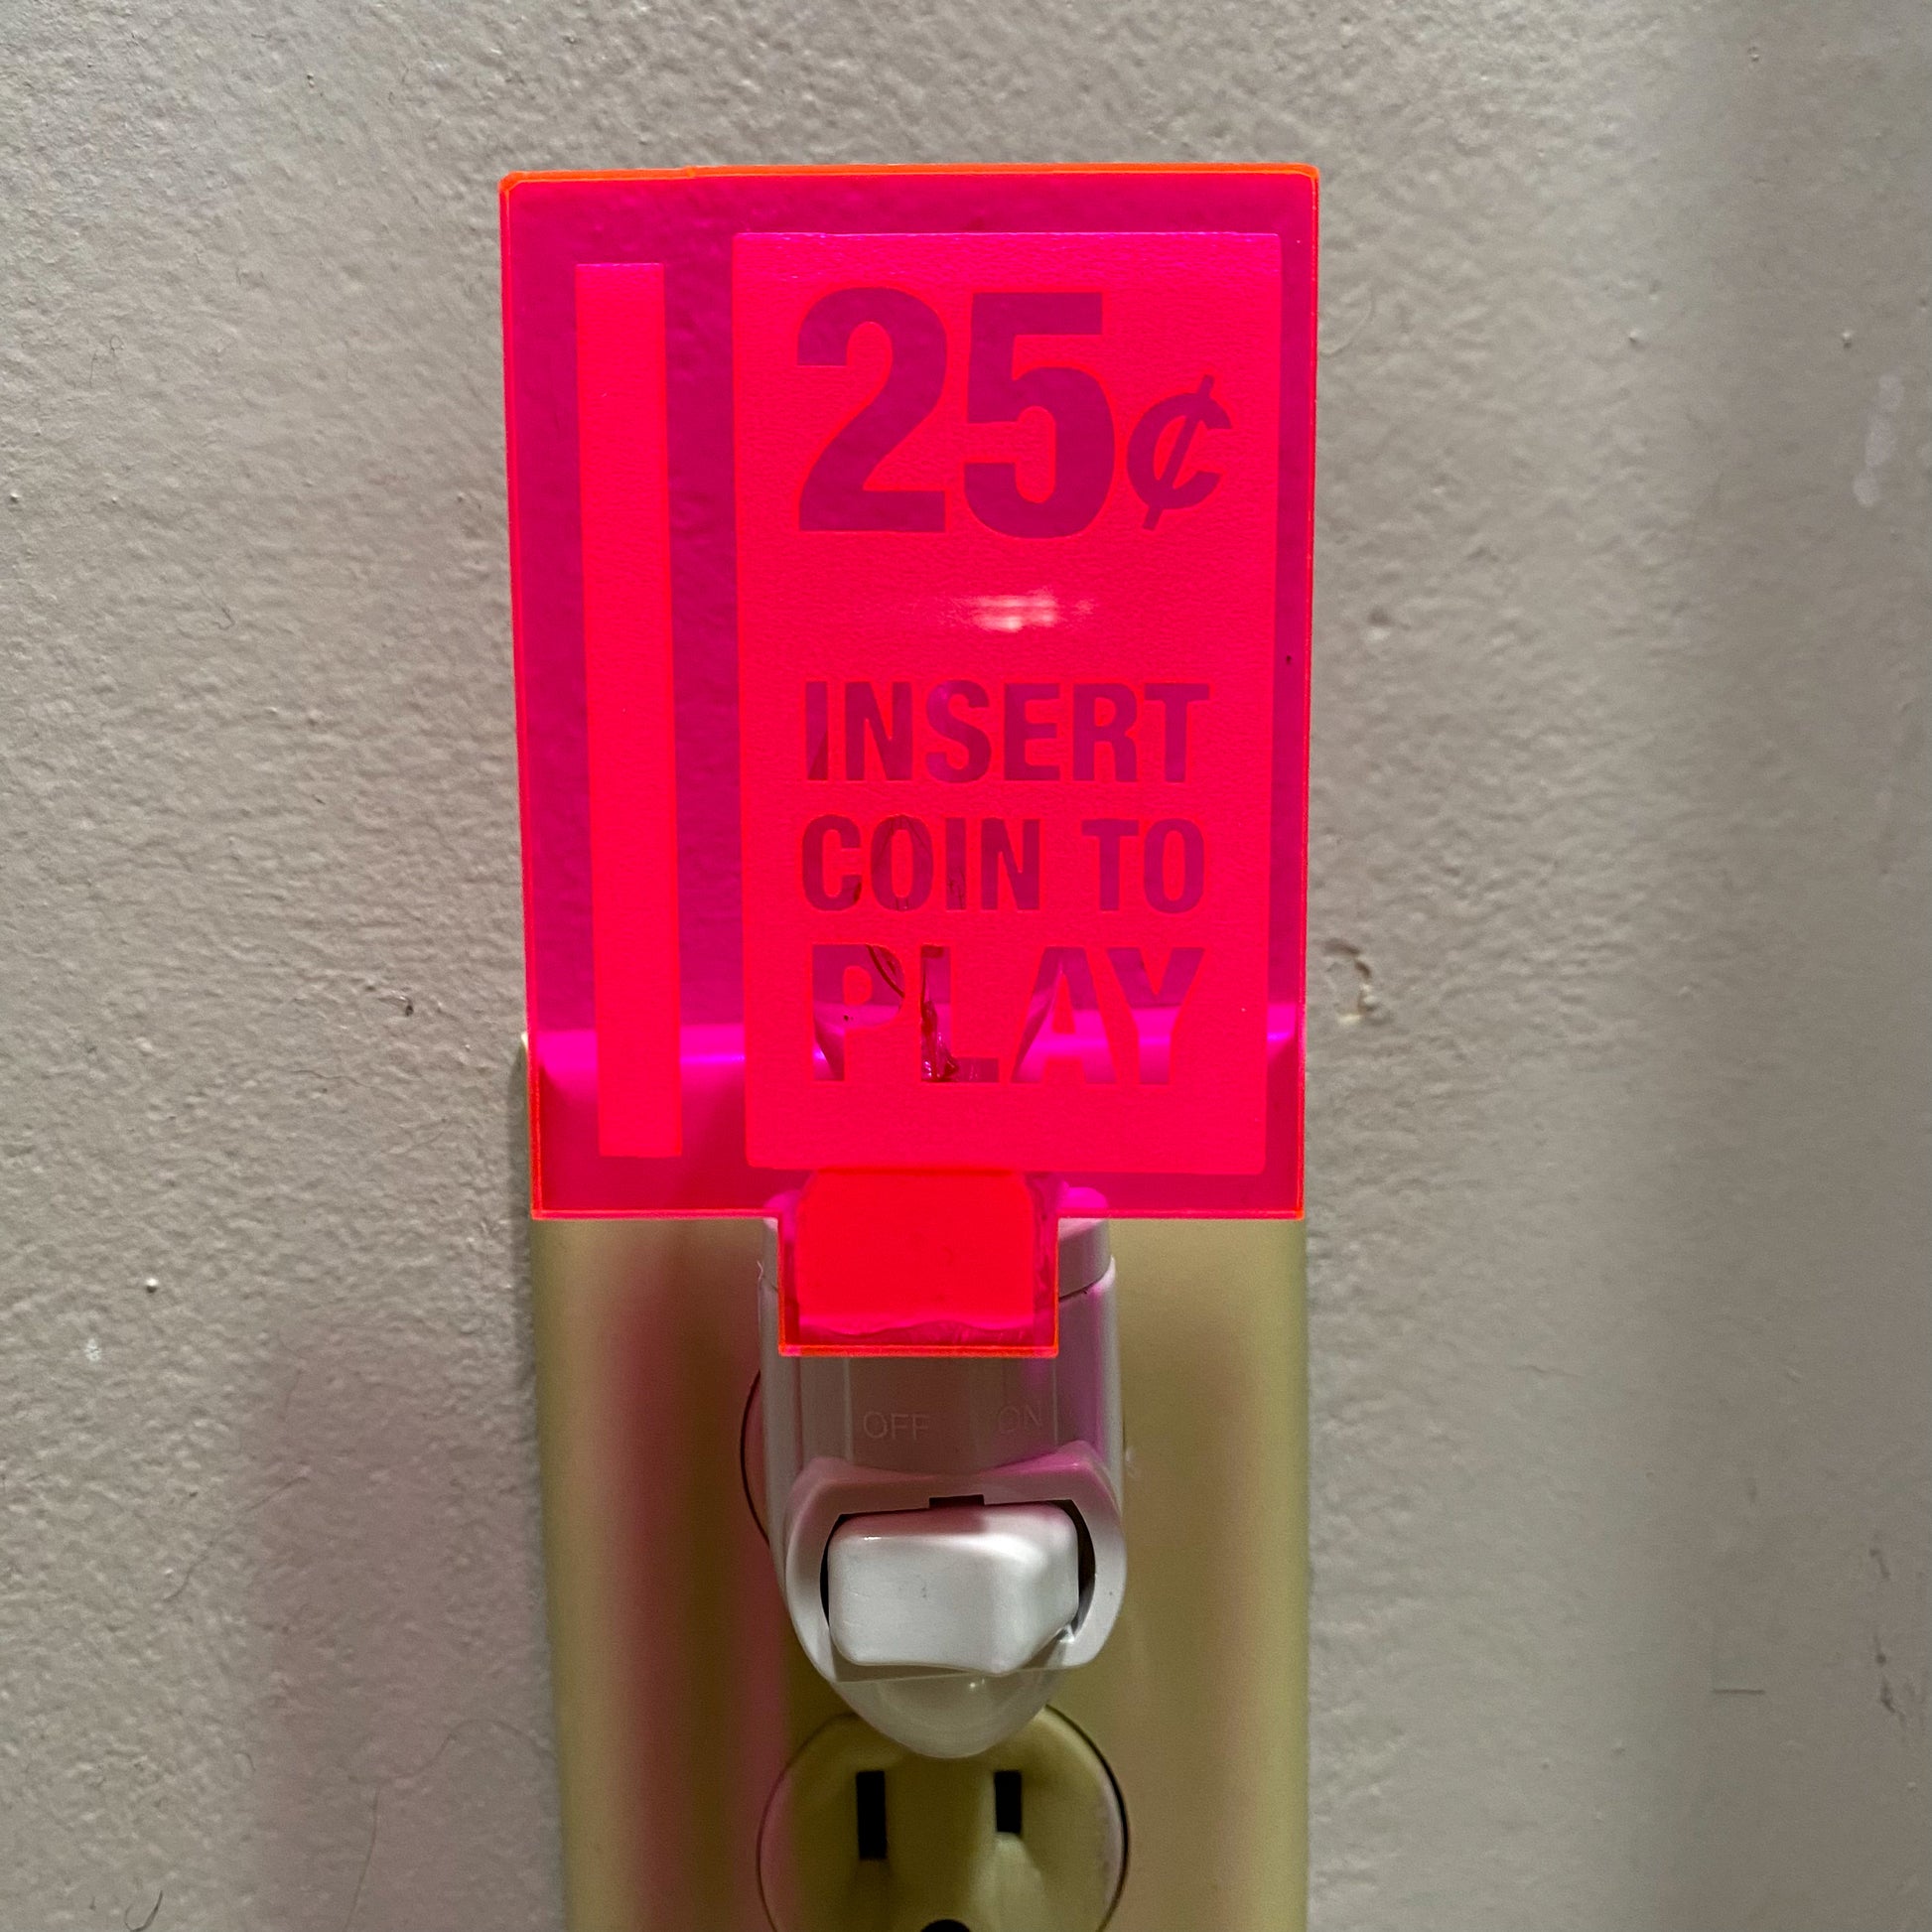 25¢
INSERT
COIN TO
PLAY
OFF ON